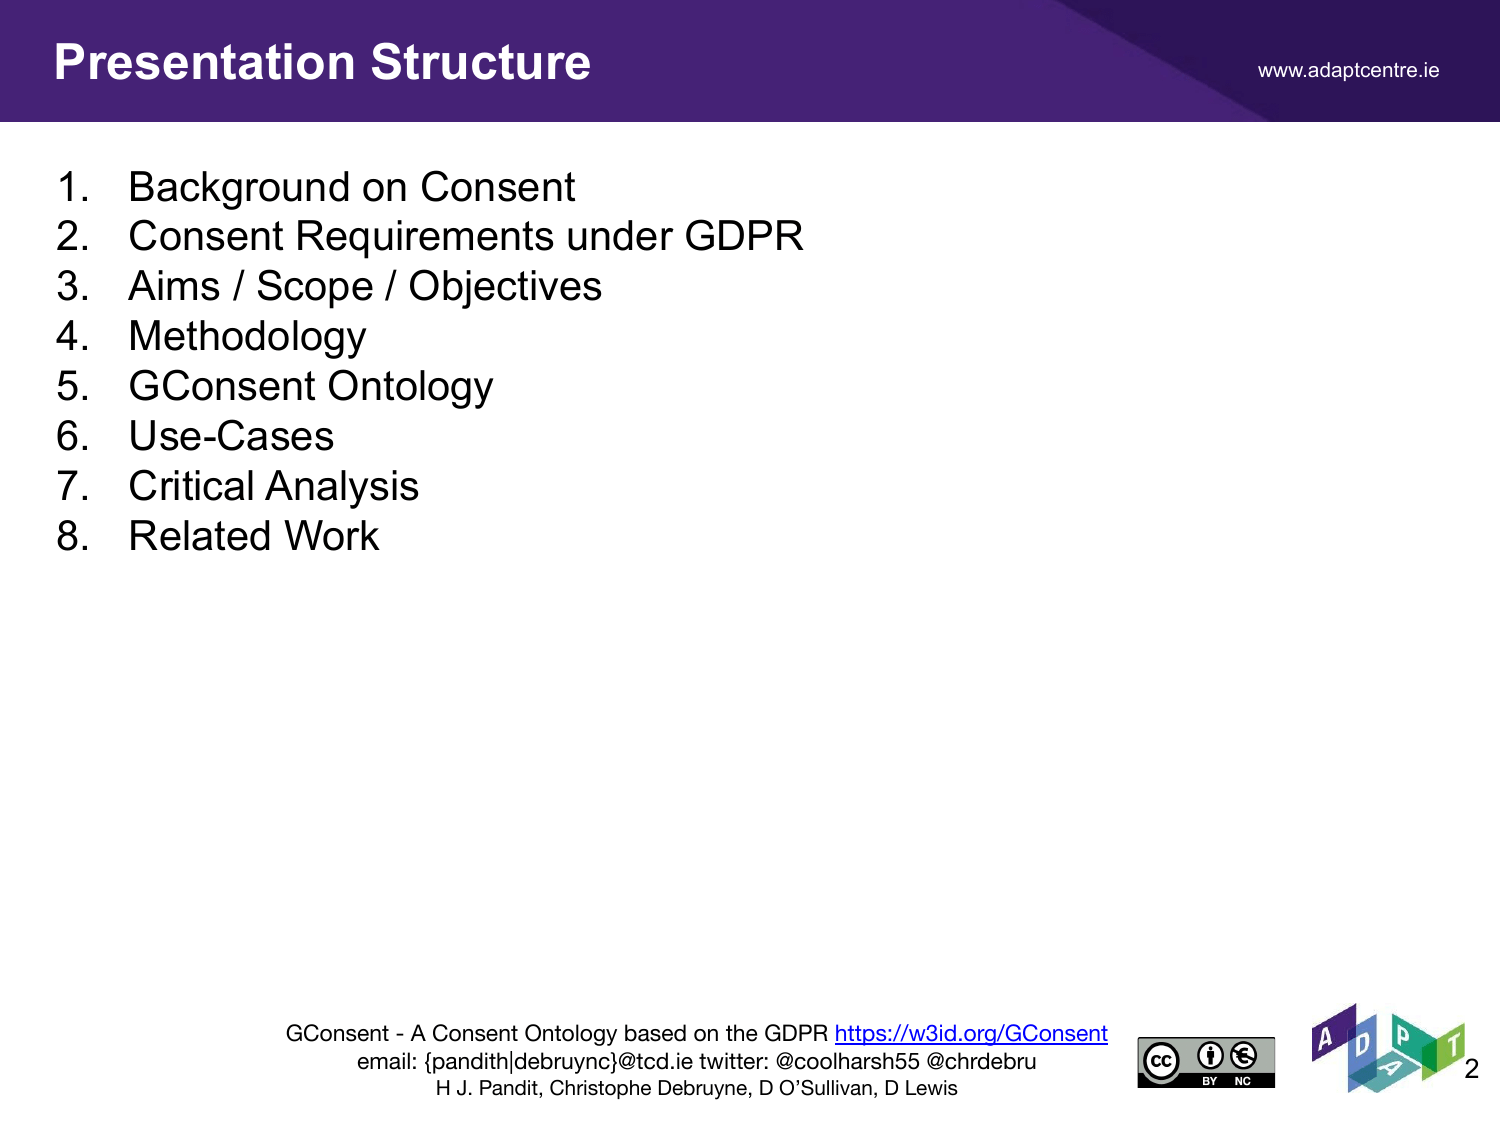 Presentation Structure
www.adaptcentre.ie
1. Background on Consent
2. Consent Requirements under GDPR
3. Aims / Scope / Objectives
4. Methodology
5. GConsent Ontology
6. Use-Cases
7. Critical Analysis
8. Related Work
GConsent - A Consent Ontology based on the GDPR https://w3id.org/GConsent
email: {pandith|debruync}@tcd.ie twitter: @coolharsh55 @chrdebru
H J. Pandit, Christophe Debruyne, D O’Sullivan, D Lewis
cc
BY NC
ADAPT
2